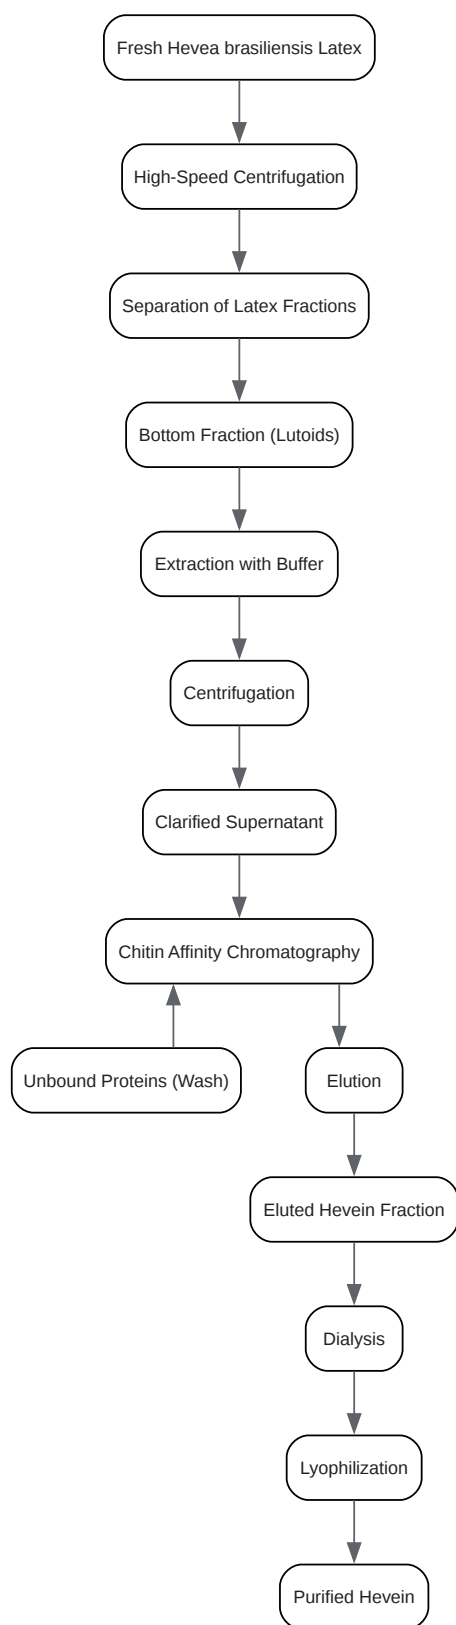 Fresh Hevea brasiliensis Latex
High-Speed Centrifugation
Separation of Latex Fractions
Bottom Fraction (Lutoids)
Extraction with Buffer
Centrifugation
Clarified Supernatant
Chitin Affinity Chromatography
Unbound Proteins (Wash)
Elution
Eluted Hevein Fraction
Dialysis
Lyophilization
Purified Hevein